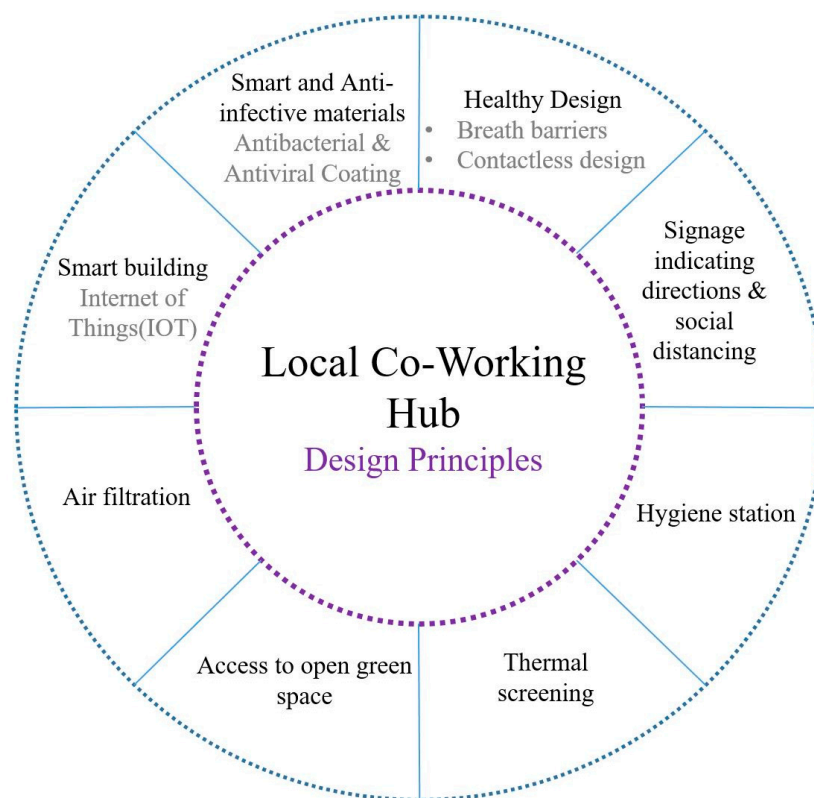 Local Co-Working
Hub
Design Principles
Smart and Anti-
infective materials
Antibacterial &
Antiviral Coating
Healthy Design
• Breath barriers
• Contactless design
Signage
indicating
directions &
social
distancing
Hygiene station
Thermal
screening
Access to open green
space
Air filtration
Smart building
Internet of
Things(IOT)